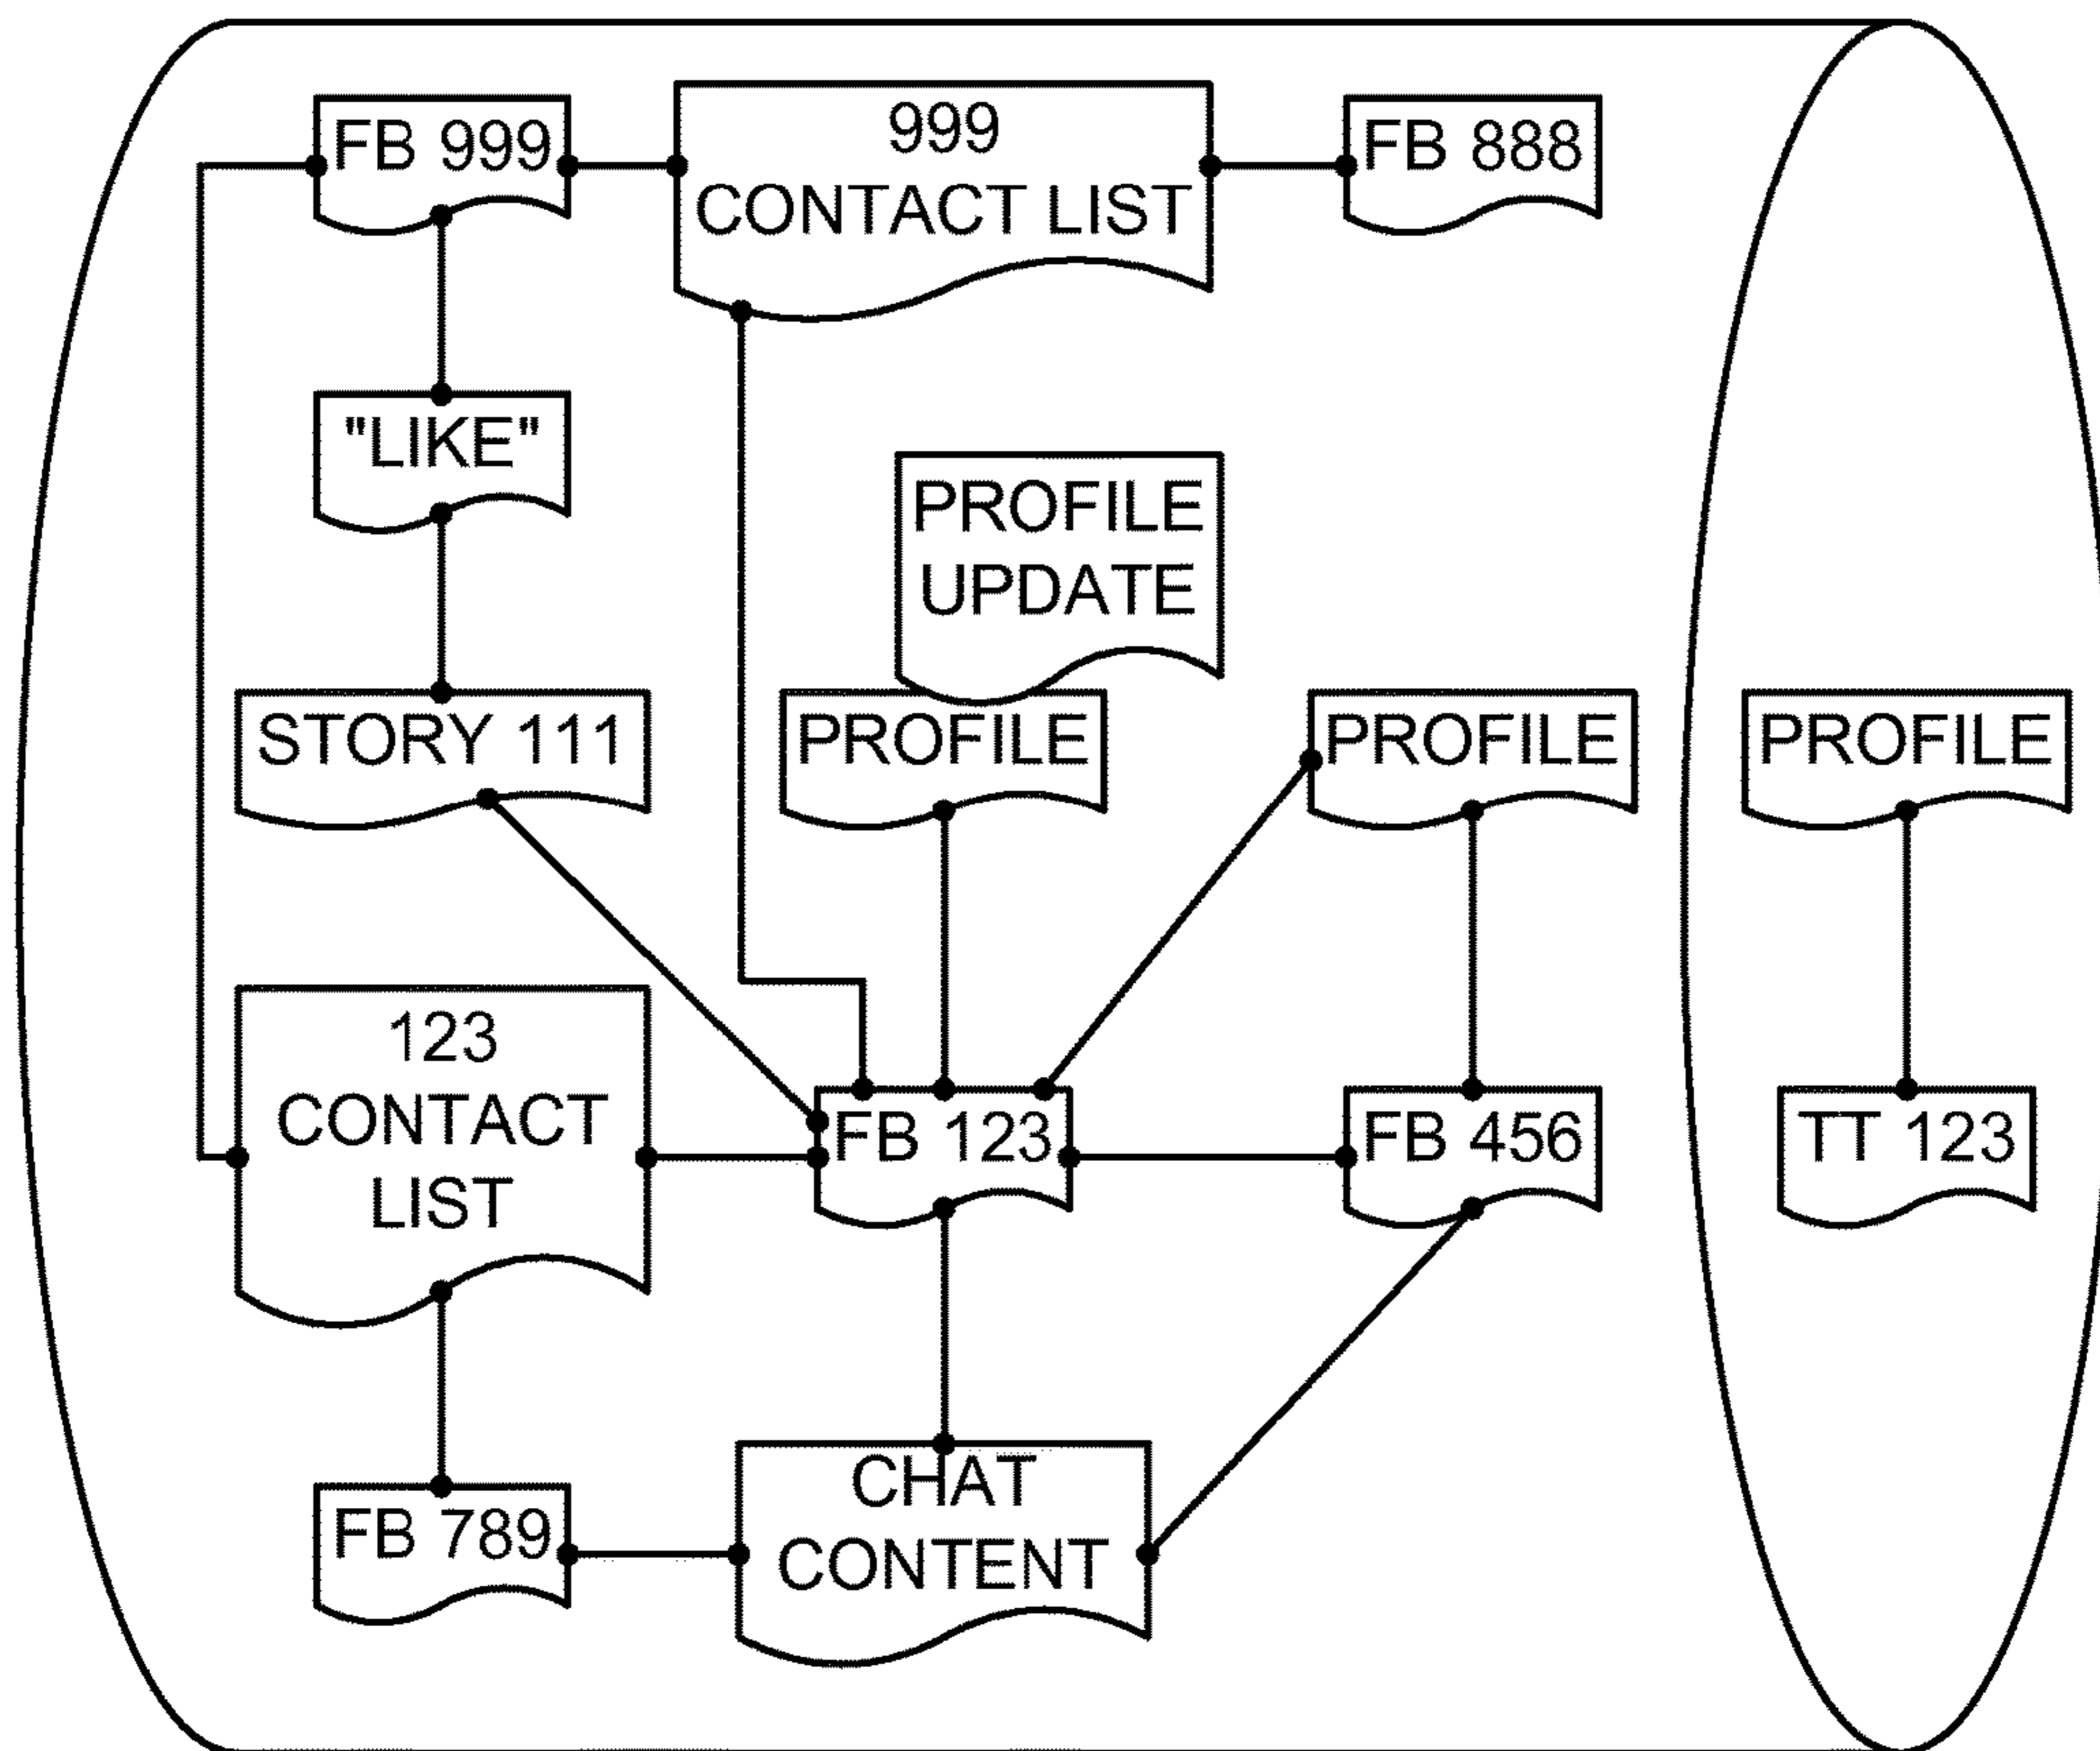 FB 999
999
CONTACT LIST
FB 888
"LIKE"
PROFILE
UPDATE
STORY 111
PROFILE
PROFILE
PROFILE
123
CONTACT
LIST
FB 123
FB 456
TT 123
FB 789
CHAT
CONTENT